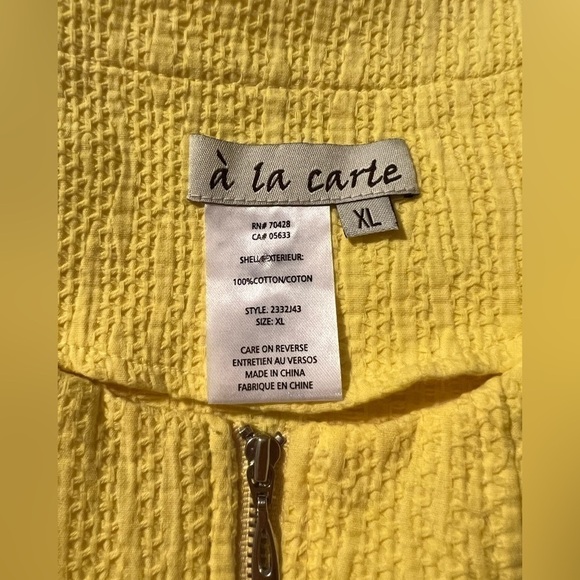 à la carte
XL
RN# 70428
CA# 05633
SHELL/EXTERIEUR:
100%COTTON/COTON
STYLE. 2332J43
SIZE: XL
CARE ON REVERSE
ENTRETIEN AU VERSOS
MADE IN CHINA
FABRIQUE EN CHINE